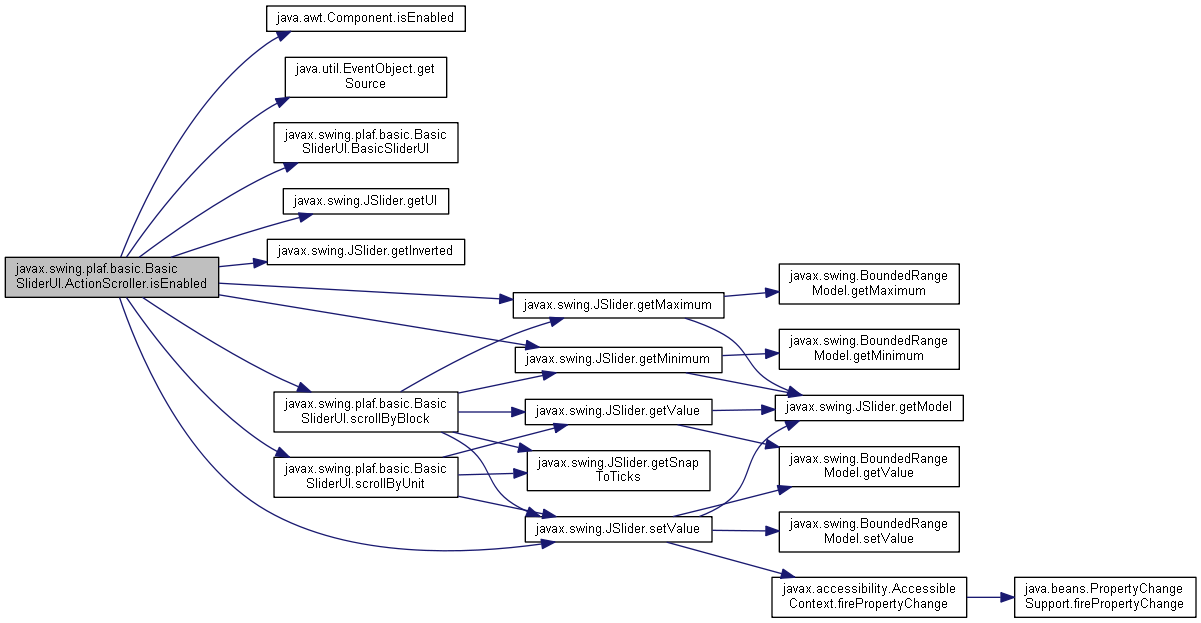 java.awt.Component.isEnabled
java.util.EventObject.get
Source
javax.swing.plaf.basic.Basic
SliderUI.BasicSliderUI
javax.swing.JSlider.getUI
javax.swing.JSlider.getInverted
javax.swing.plaf.basic.Basic
SliderUI.ActionScroller.isEnabled
javax.swing.JSlider.getMaximum
javax.swing.BoundedRange
Model.getMaximum
javax.swing.JSlider.getMinimum
javax.swing.BoundedRange
Model.getMinimum
javax.swing.plaf.basic.Basic
SliderUI.scrollByBlock
javax.swing.JSlider.getValue
javax.swing.JSlider.getModel
javax.swing.plaf.basic.Basic
SliderUI.scrollByUnit
javax.swing.JSlider.getSnap
ToTicks
javax.swing.BoundedRange
Model.getValue
javax.swing.JSlider.setValue
javax.swing.BoundedRange
Model.setValue
javax.accessibility.Accessible
Context.firePropertyChange
java.beans.PropertyChange
Support.firePropertyChange